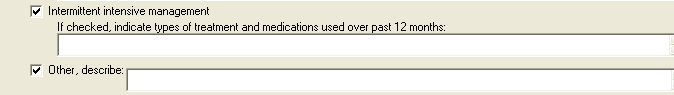 Intermittent intensive management
If checked, indicate types of treatment and medications used over past 12 months:
Other, describe: